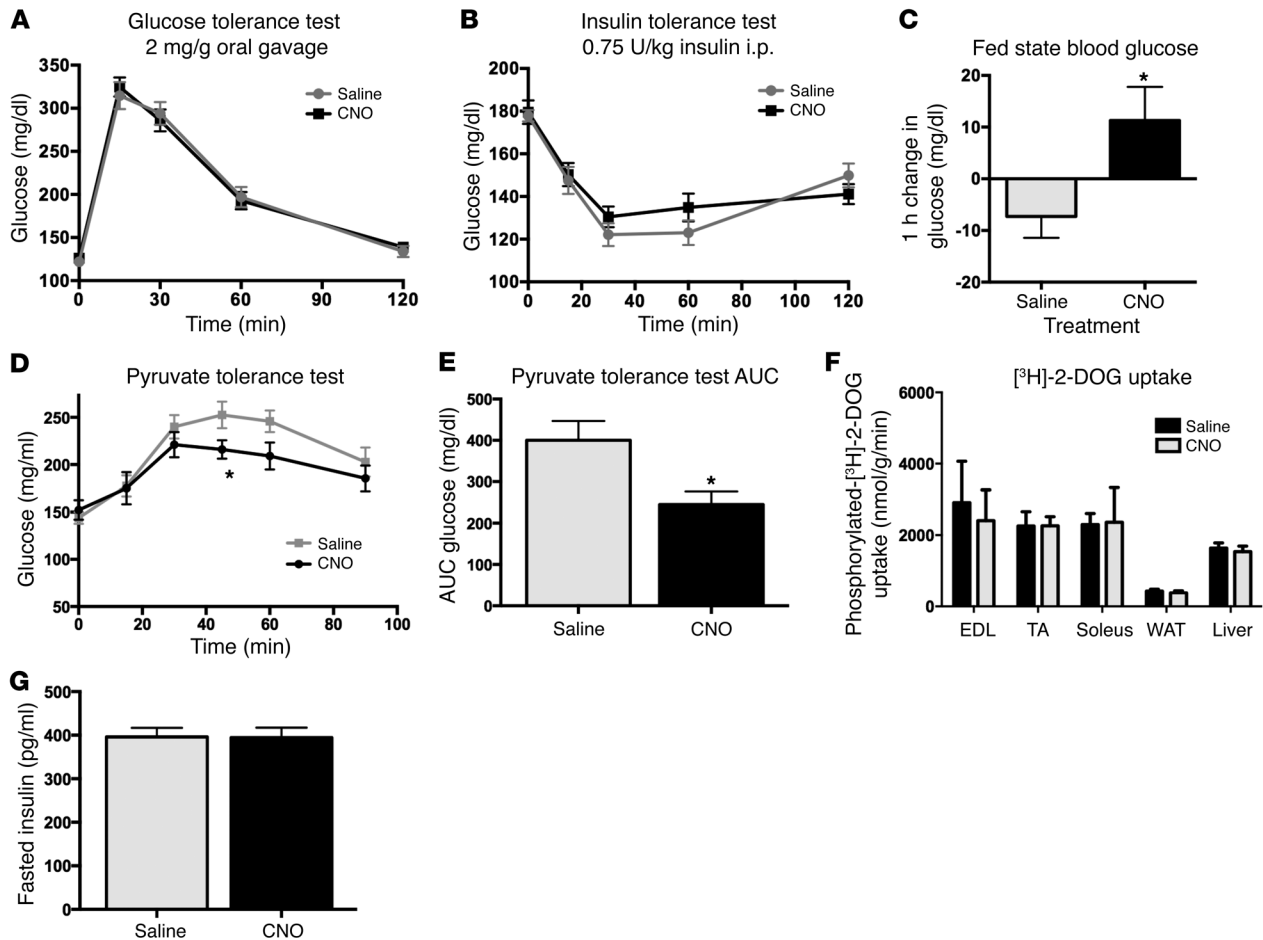 A
Glucose tolerance test
2 mg/g oral gavage
Glucose (mg/dl)
350
300
250
200
150
100
0
30
60
90
120
Time (min)
Saline
CNO
B
Insulin tolerance test
0.75 U/kg insulin i.p.
Glucose (mg/dl)
200
180
160
140
120
100
0
20
40
60
80
100
120
Time (min)
Saline
CNO
C
Fed state blood glucose
1 h change in
glucose (mg/dl)
20
10
0
-10
-20
*
Saline
CNO
Treatment
D
Pyruvate tolerance test
Glucose (mg/ml)
250
200
150
100
50
0
20
40
60
80
100
Time (min)
*
Saline
CNO
E
Pyruvate tolerance test AUC
AUC glucose (mg/dl)
500
400
300
200
100
0
*
Saline
CNO
F
[³H]-2-DOG uptake
Phosphorylated-[³H]-2-DOG
uptake (nmol/g/min)
6000
4000
2000
0
Saline
CNO
EDL
TA
Soleus
WAT
Liver
G
Fasted insulin (pg/ml)
500
400
300
200
100
0
Saline
CNO